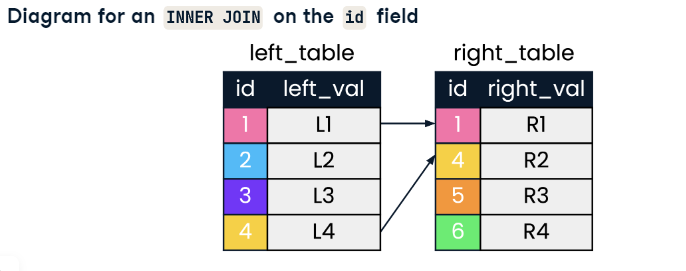 Diagram for an INNER JOIN on the id field
left_table right_table
id left_val id right_val
1 L1 1 R1
2 L2 4 R2
3 L3 5 R3
4 L4 6 R4